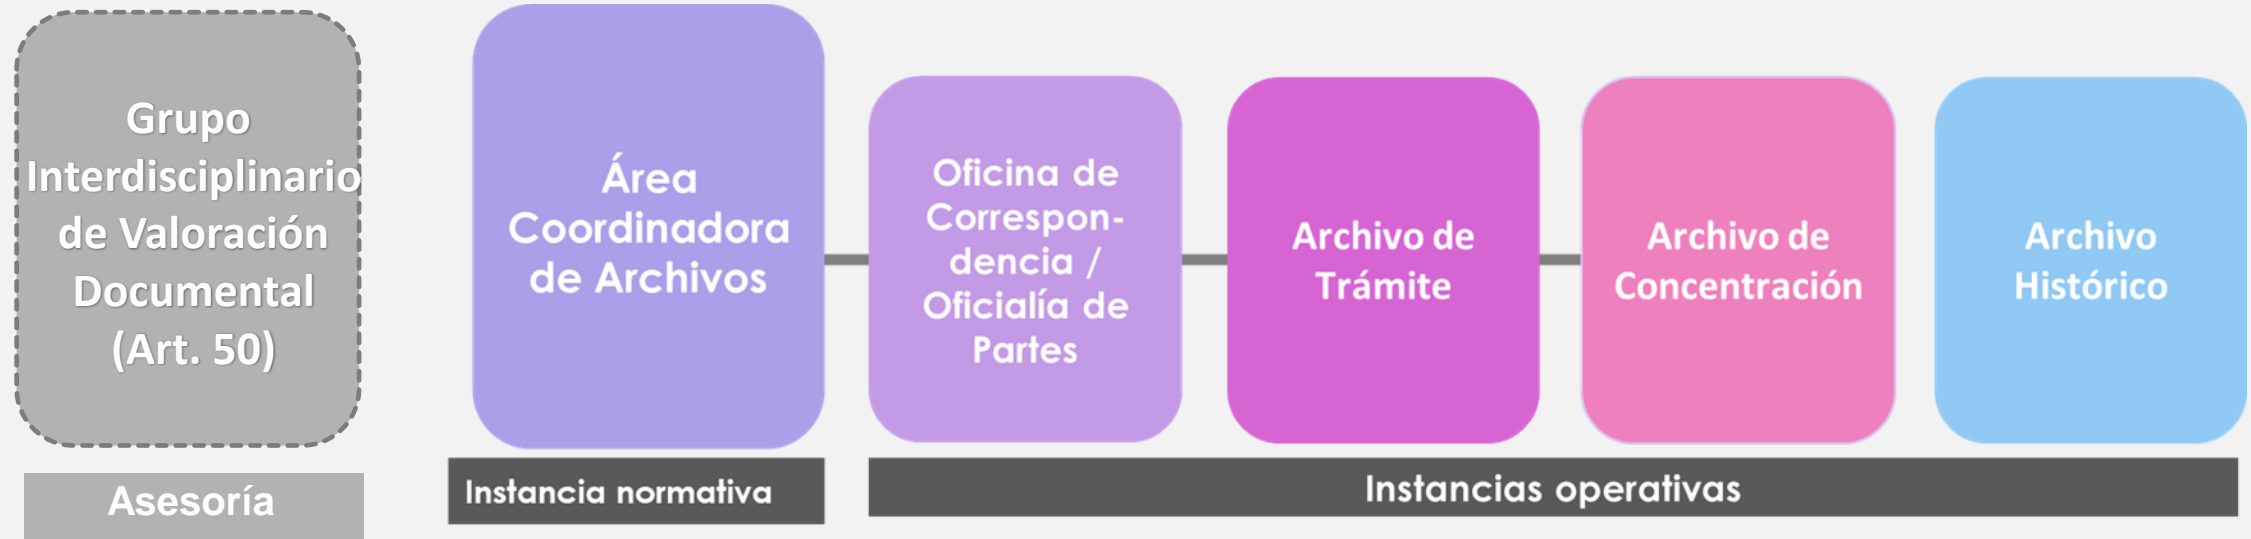 Grupo
Interdisciplinario
de Valoración
Documental
(Art. 50)
Asesoría
Área
Coordinadora
de Archivos
Instancia normativa
Oficina de
Correspon-
dencia /
Oficialía de
Partes
Archivo de
Trámite
Archivo de
Concentración
Archivo
Histórico
Instancias operativas